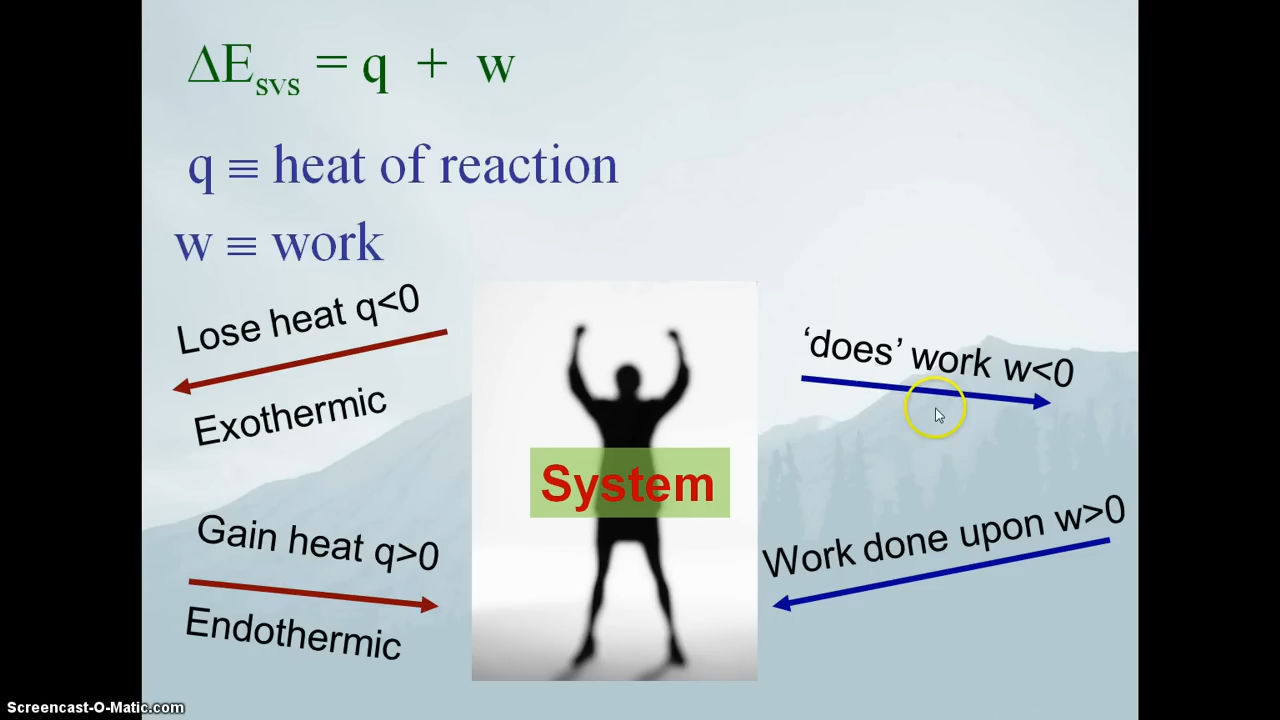 ΔEsys = q + w
q ≡ heat of reaction
w ≡ work
Lose heat q<0
Exothermic
Gain heat q>0
Endothermic
System
‘does’ work w<0
Work done upon w>0
Screencast-O-Matic.com